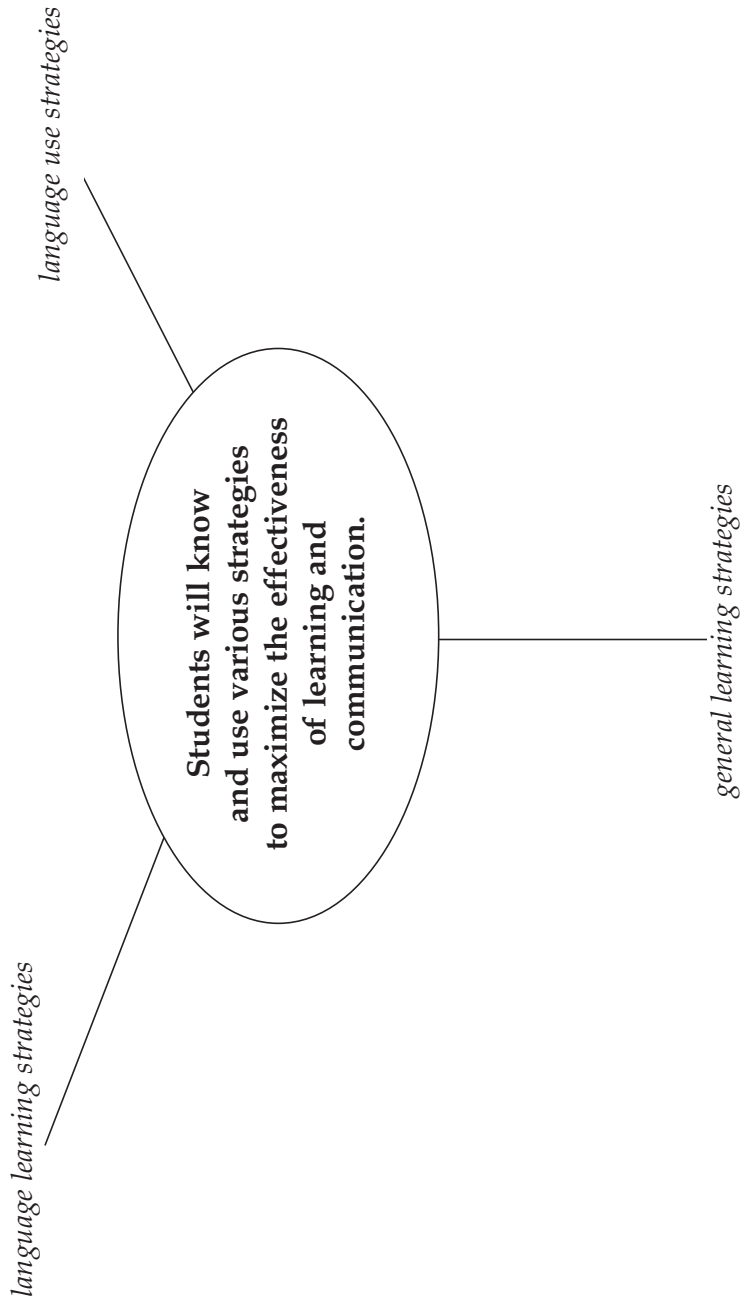 language learning strategies
language use strategies
Students will know
and use various strategies
to maximize the effectiveness
of learning and
communication.
general learning strategies